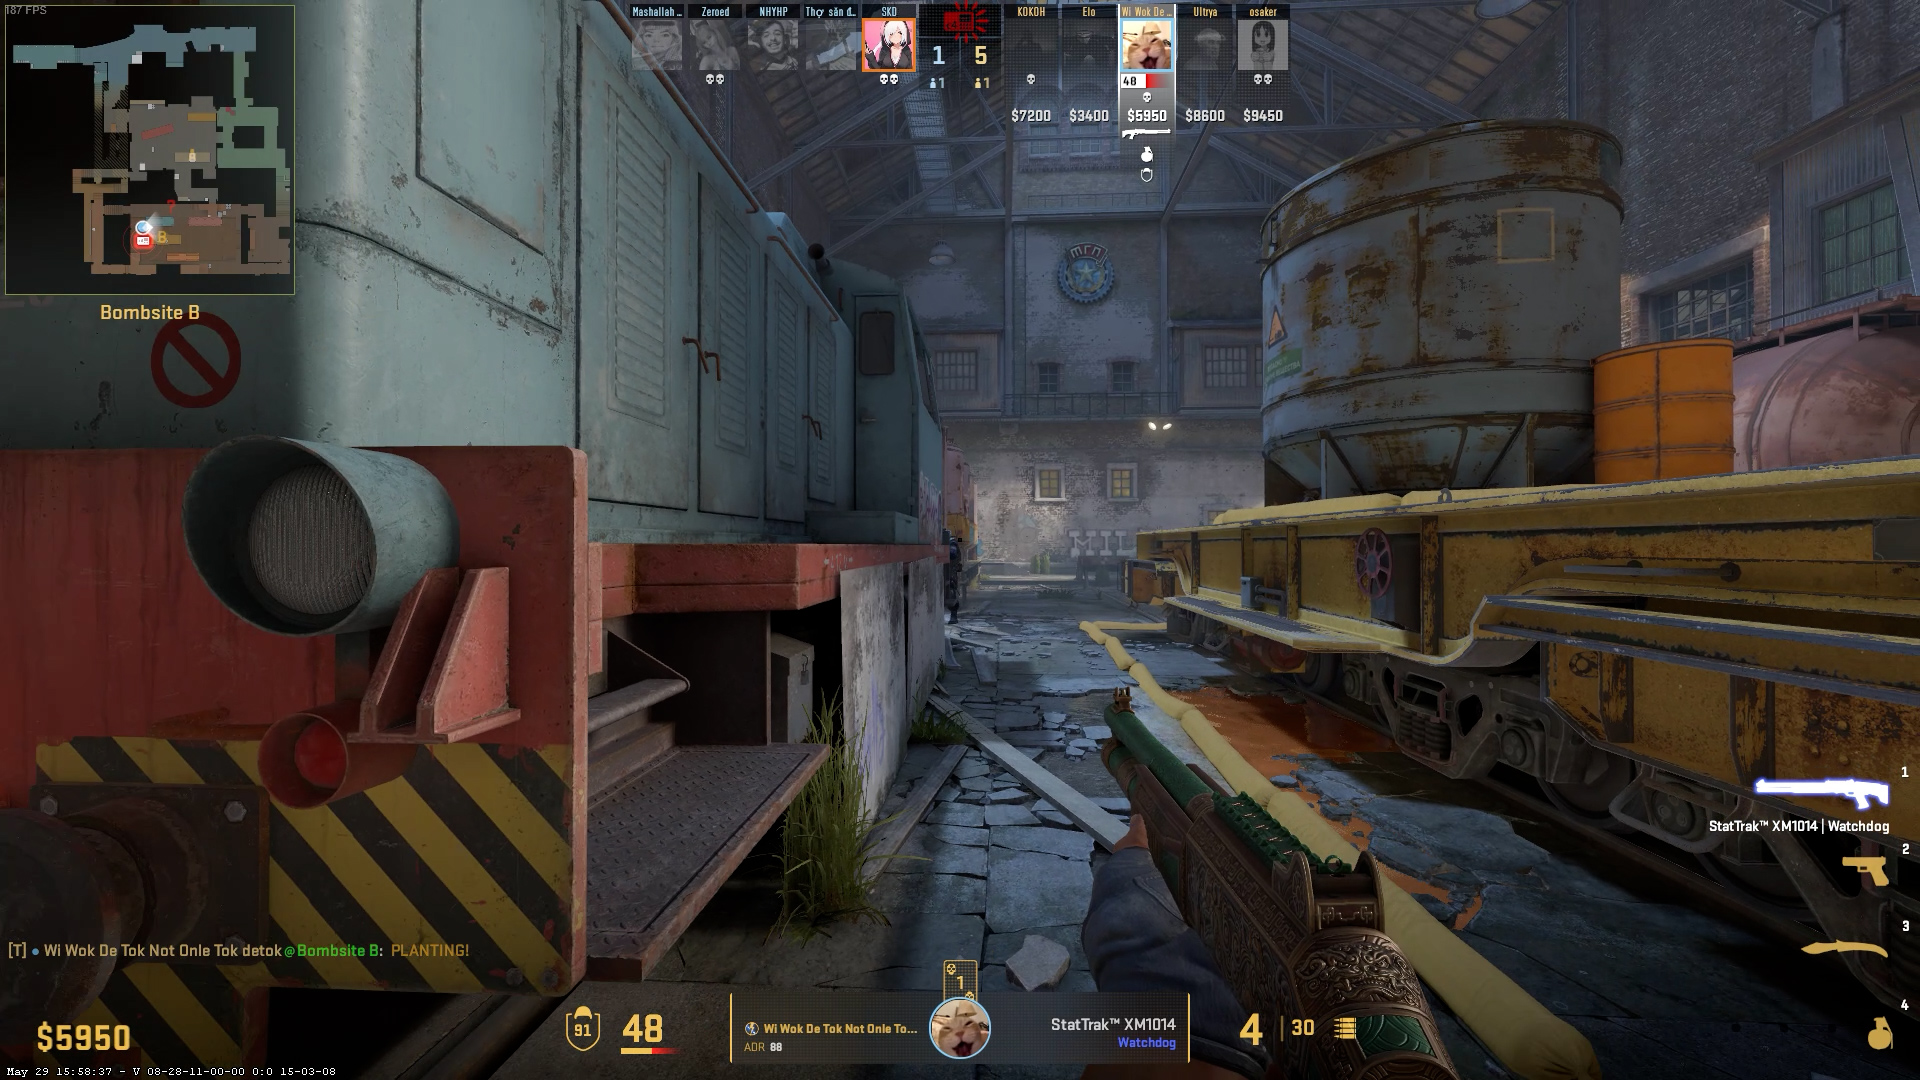 187 FPS
Mashallah ...
Zeroed
NHYHP
Thợ săn đ...
SKD
KOKOH
Elo
Wi Wok De ...
Ultrya
osaker
1
5
1
1
48
$7200
$3400
$5950
$8600
$9450
B
?
Bombsite B
MIL
1
StatTrak™ XM1014 | Watchdog
2
3
4
[T] ● Wi Wok De Tok Not Onle Tok detok@Bombsite B: PLANTING!
$5950
91
48
1
Wi Wok De Tok Not Onle To...
ADR 88
StatTrak™ XM1014
Watchdog
4 | 30
May 29 15:58:37 - V 08-28-11-00-00 0:0 15-03-08